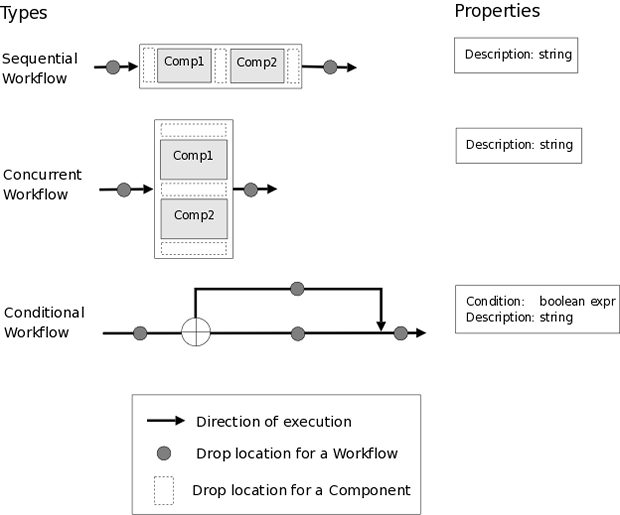 Types
Properties
Sequential
Workflow
Comp1
Comp2
Description: string
Concurrent
Workflow
Comp1
Comp2
Description: string
Conditional
Workflow
Condition: boolean expr
Description: string
Direction of execution
Drop location for a Workflow
Drop location for a Component